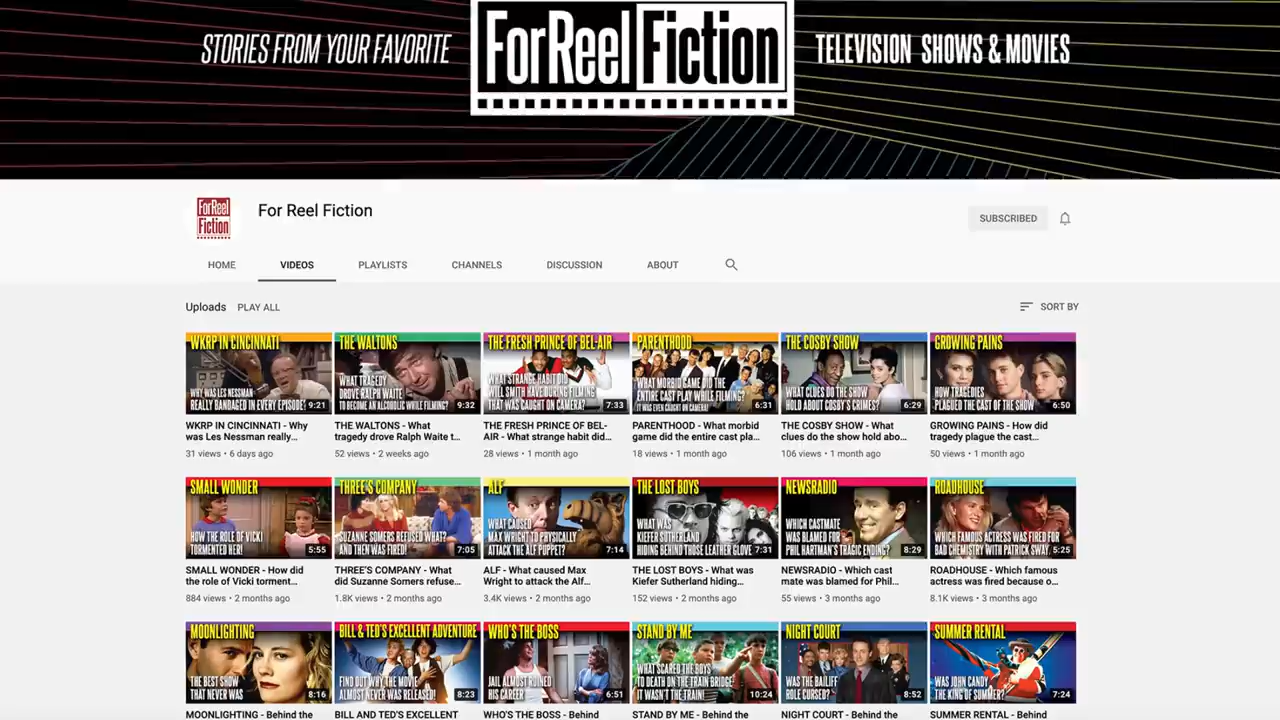 STORIES FROM YOUR FAVORITE
ForReel Fiction
TELEVISION SHOWS & MOVIES
ForReel
Fiction
For Reel Fiction
SUBSCRIBED
HOME
VIDEOS
PLAYLISTS
CHANNELS
DISCUSSION
ABOUT
Uploads
PLAY ALL
SORT BY
WKRP IN CINCINNATI
WHY WAS LES NESSMAN
REALLY BANDAGED IN EVERY EPISODE?
9:21
WKRP IN CINCINNATI - Why
was Les Nessman really...
31 views • 6 days ago
THE WALTONS
WHAT TRAGEDY
DROVE RALPH WAITE
TO BECOME AN ALCOHOLIC WHILE FILMING?
9:32
THE WALTONS - What
tragedy drove Ralph Waite t...
52 views • 2 weeks ago
THE FRESH PRINCE OF BEL-AIR
WHAT STRANGE HABIT DID
WILL SMITH HAVE DURING FILMING
THAT WAS CAUGHT ON CAMERA?
7:33
THE FRESH PRINCE OF BEL-
AIR - What strange habit did...
28 views • 1 month ago
PARENTHOOD
WHAT MORBID GAME DID THE
ENTIRE CAST PLAY WHILE FILMING?
IT WAS EVEN CAUGHT ON CAMERA!
6:31
PARENTHOOD - What morbid
game did the entire cast pla...
18 views • 1 month ago
THE COSBY SHOW
WHAT CLUES DO THE SHOW
HOLD ABOUT COSBY'S CRIMES?
6:29
THE COSBY SHOW - What
clues do the show hold abo...
106 views • 1 month ago
GROWING PAINS
HOW TRAGEDIES
PLAGUED THE CAST OF THE SHOW
6:50
GROWING PAINS - How did
tragedy plague the cast...
50 views • 1 month ago
SMALL WONDER
HOW THE ROLE OF VICKI
TORMENTED HER!
5:55
SMALL WONDER - How did
the role of Vicki torment...
884 views • 2 months ago
THREE'S COMPANY
SUZANNE SOMERS REFUSED WHAT?
AND THEN WAS FIRED!
7:05
THREE'S COMPANY - What
did Suzanne Somers refuse...
1.8K views • 2 months ago
ALF
WHAT CAUSED
MAX WRIGHT TO PHYSICALLY
ATTACK THE ALF PUPPET?
7:14
ALF - What caused Max
Wright to attack the Alf...
3.4K views • 2 months ago
THE LOST BOYS
WHAT WAS
KIEFER SUTHERLAND
HIDING BEHIND THOSE LEATHER GLOVE
7:31
THE LOST BOYS - What was
Kiefer Sutherland hiding...
152 views • 2 months ago
NEWSRADIO
WHICH CASTMATE
WAS BLAMED FOR
PHIL HARTMAN'S TRAGIC ENDING?
8:29
NEWSRADIO - Which cast
mate was blamed for Phil...
55 views • 3 months ago
ROADHOUSE
WHICH FAMOUS ACTRESS WAS FIRED FOR
BAD CHEMISTRY WITH PATRICK SWAY
5:25
ROADHOUSE - Which famous
actress was fired because o...
8.1K views • 3 months ago
MOONLIGHTING
THE BEST SHOW
THAT NEVER WAS
8:16
MOONLIGHTING - Behind the
BILL & TED'S EXCELLENT ADVENTURE
FIND OUT WHY THE MOVIE
ALMOST NEVER WAS RELEASED!
8:23
BILL AND TED'S EXCELLENT
WHO'S THE BOSS
JAIL ALMOST RUINED
HIS CAREER
6:51
WHO'S THE BOSS - Behind
STAND BY ME
WHAT SCARED THE BOYS
TO DEATH ON THE TRAIN BRIDGE?
IT WASN'T THE TRAIN!
10:24
STAND BY ME - Behind the
NIGHT COURT
WAS THE BAILIFF
ROLE CURSED?
8:52
NIGHT COURT - Behind the
SUMMER RENTAL
WAS JOHN CANDY
THE KING OF SUMMER?
7:24
SUMMER RENTAL - Behind